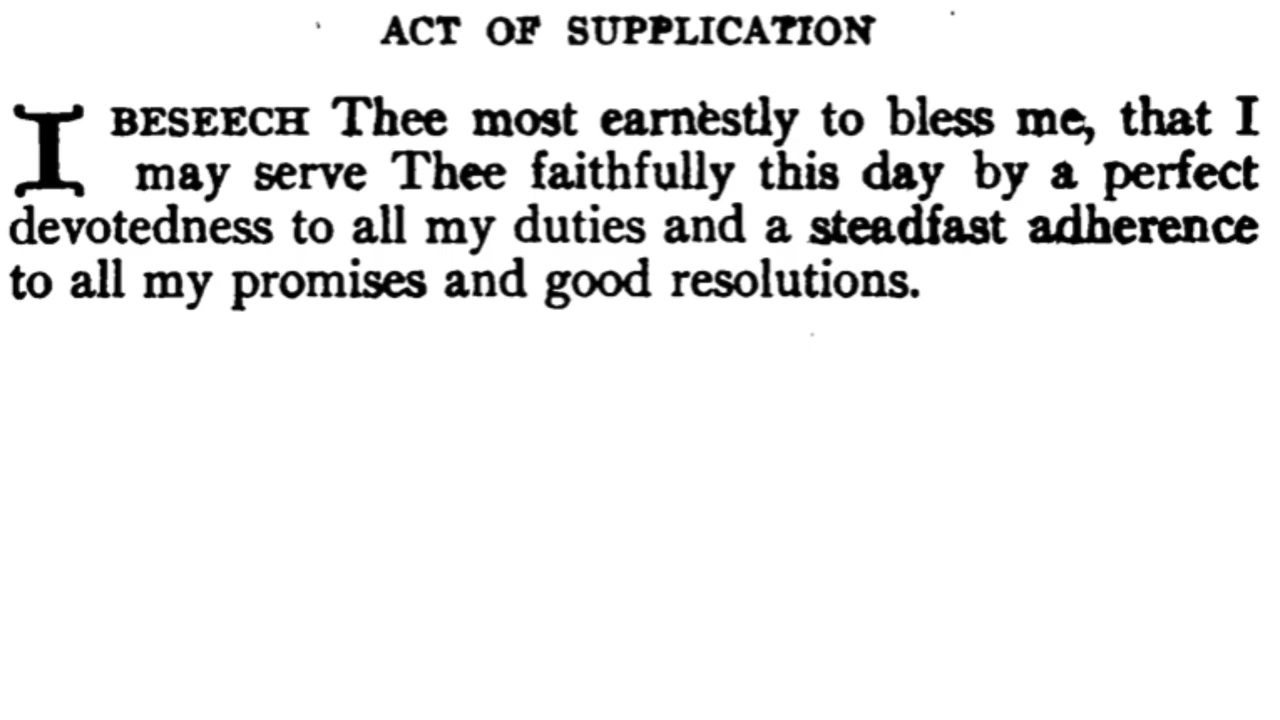 ACT OF SUPPLICATION
I BESEECH Thee most earnestly to bless me, that I
may serve Thee faithfully this day by a perfect
devotedness to all my duties and a steadfast adherence
to all my promises and good resolutions.